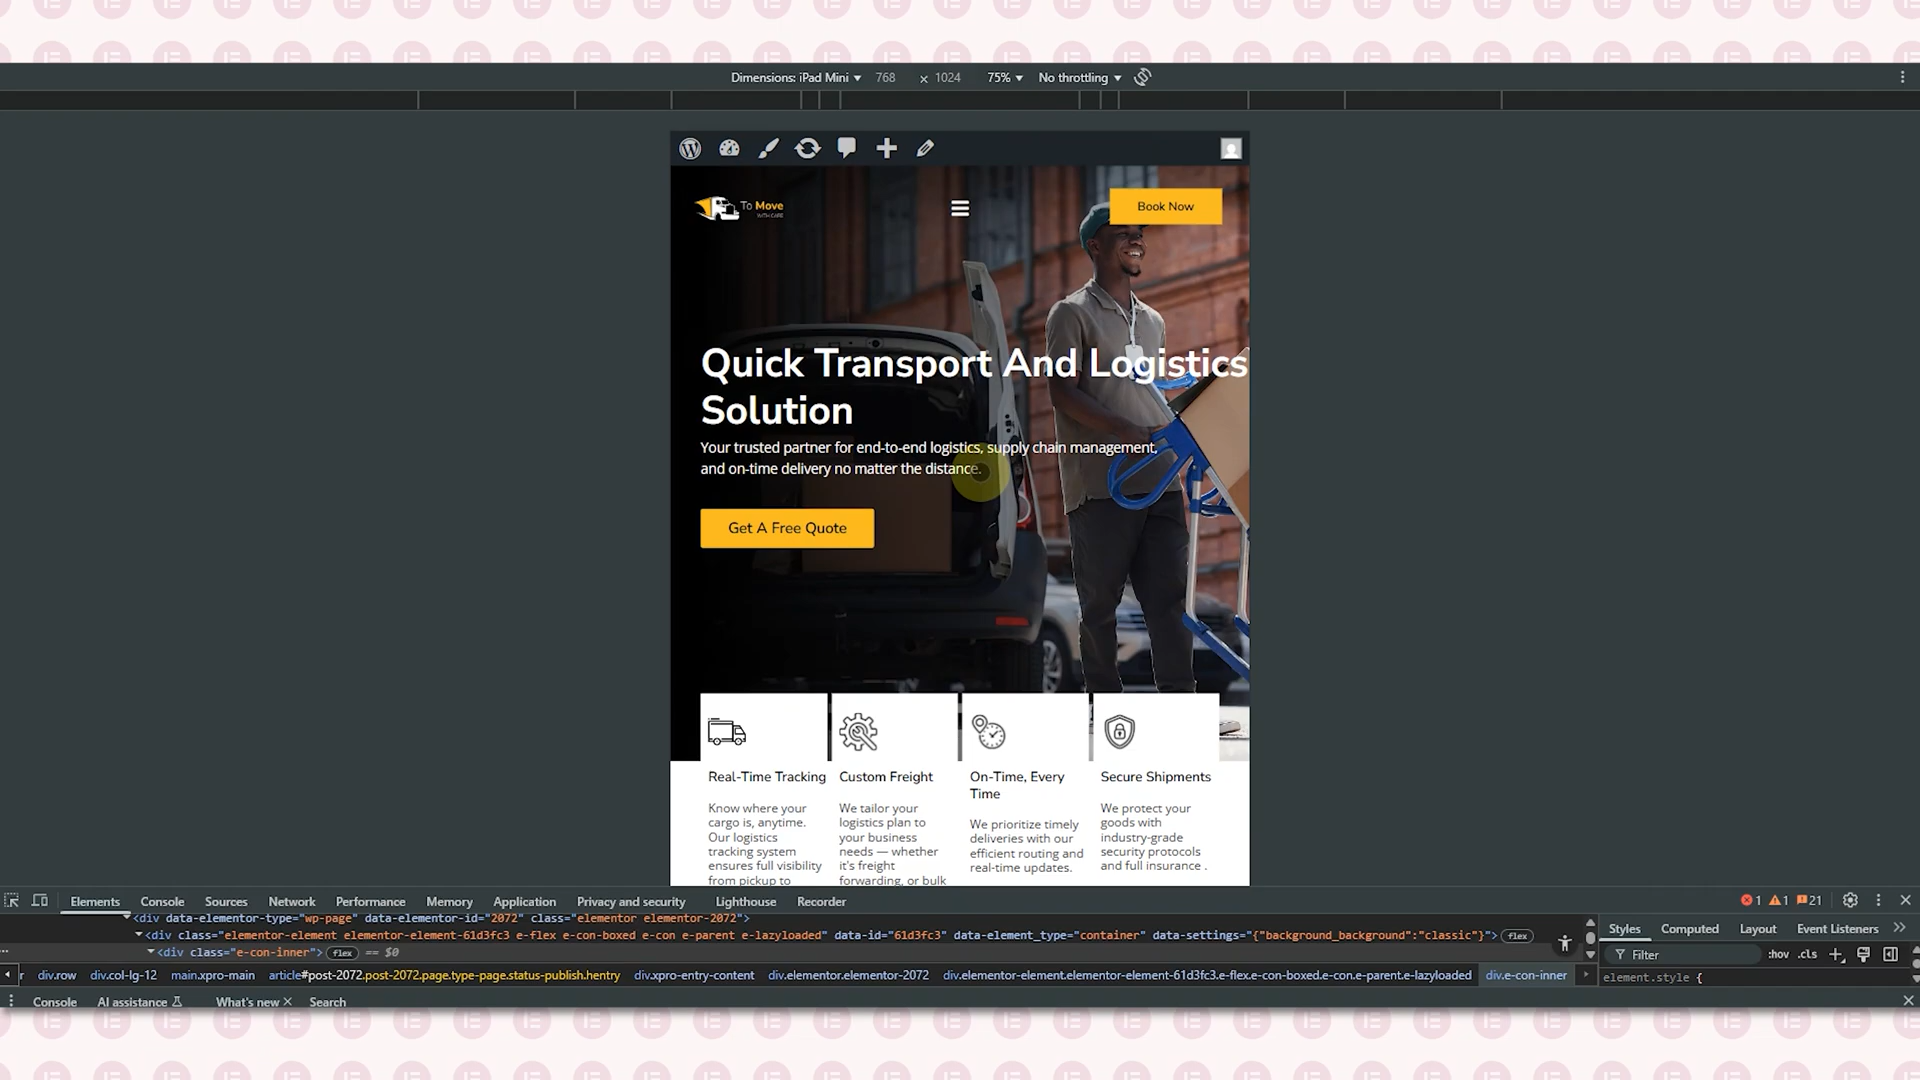 Dimensions: iPad Mini 768 × 1024 75% No throttling
To Move
WITH CARE
Book Now
Quick Transport And Logistics
Solution
Your trusted partner for end-to-end logistics, supply chain management,
and on-time delivery no matter the distance.
Get A Free Quote
Real-Time Tracking
Know where your
cargo is, anytime.
Our logistics
tracking system
ensures full visibility
from pickup to
Custom Freight
We tailor your
logistics plan to
your business
needs — whether
it's freight
forwarding, or bulk
On-Time, Every
Time
We prioritize timely
deliveries with our
efficient routing and
real-time updates.
Secure Shipments
We protect your
goods with
industry-grade
security protocols
and full insurance .
Elements Console Sources Network Performance Memory Application Privacy and security Lighthouse Recorder 1 1 21
<div data-elementor-type="wp-page" data-elementor-id="2072" class="elementor elementor-2072">
<div class="elementor-element elementor-element-61d3fc3 e-flex e-con-boxed e-con e-parent e-lazyloaded" data-id="61d3fc3" data-element_type="container" data-settings="{"background_background":"classic"}"> flex
<div class="e-con-inner"> flex == $0
r div.row div.col-lg-12 main.xpro-main article#post-2072.post-2072.page.type-page.status-publish.hentry div.xpro-entry-content div.elementor.elementor-2072 div.elementor-element.elementor-element-61d3fc3.e-flex.e-con-boxed.e-con.e-parent.e-lazyloaded div.e-con-inner
Styles Computed Layout Event Listeners
Filter :hov .cls
element.style {
Console AI assistance What's new Search